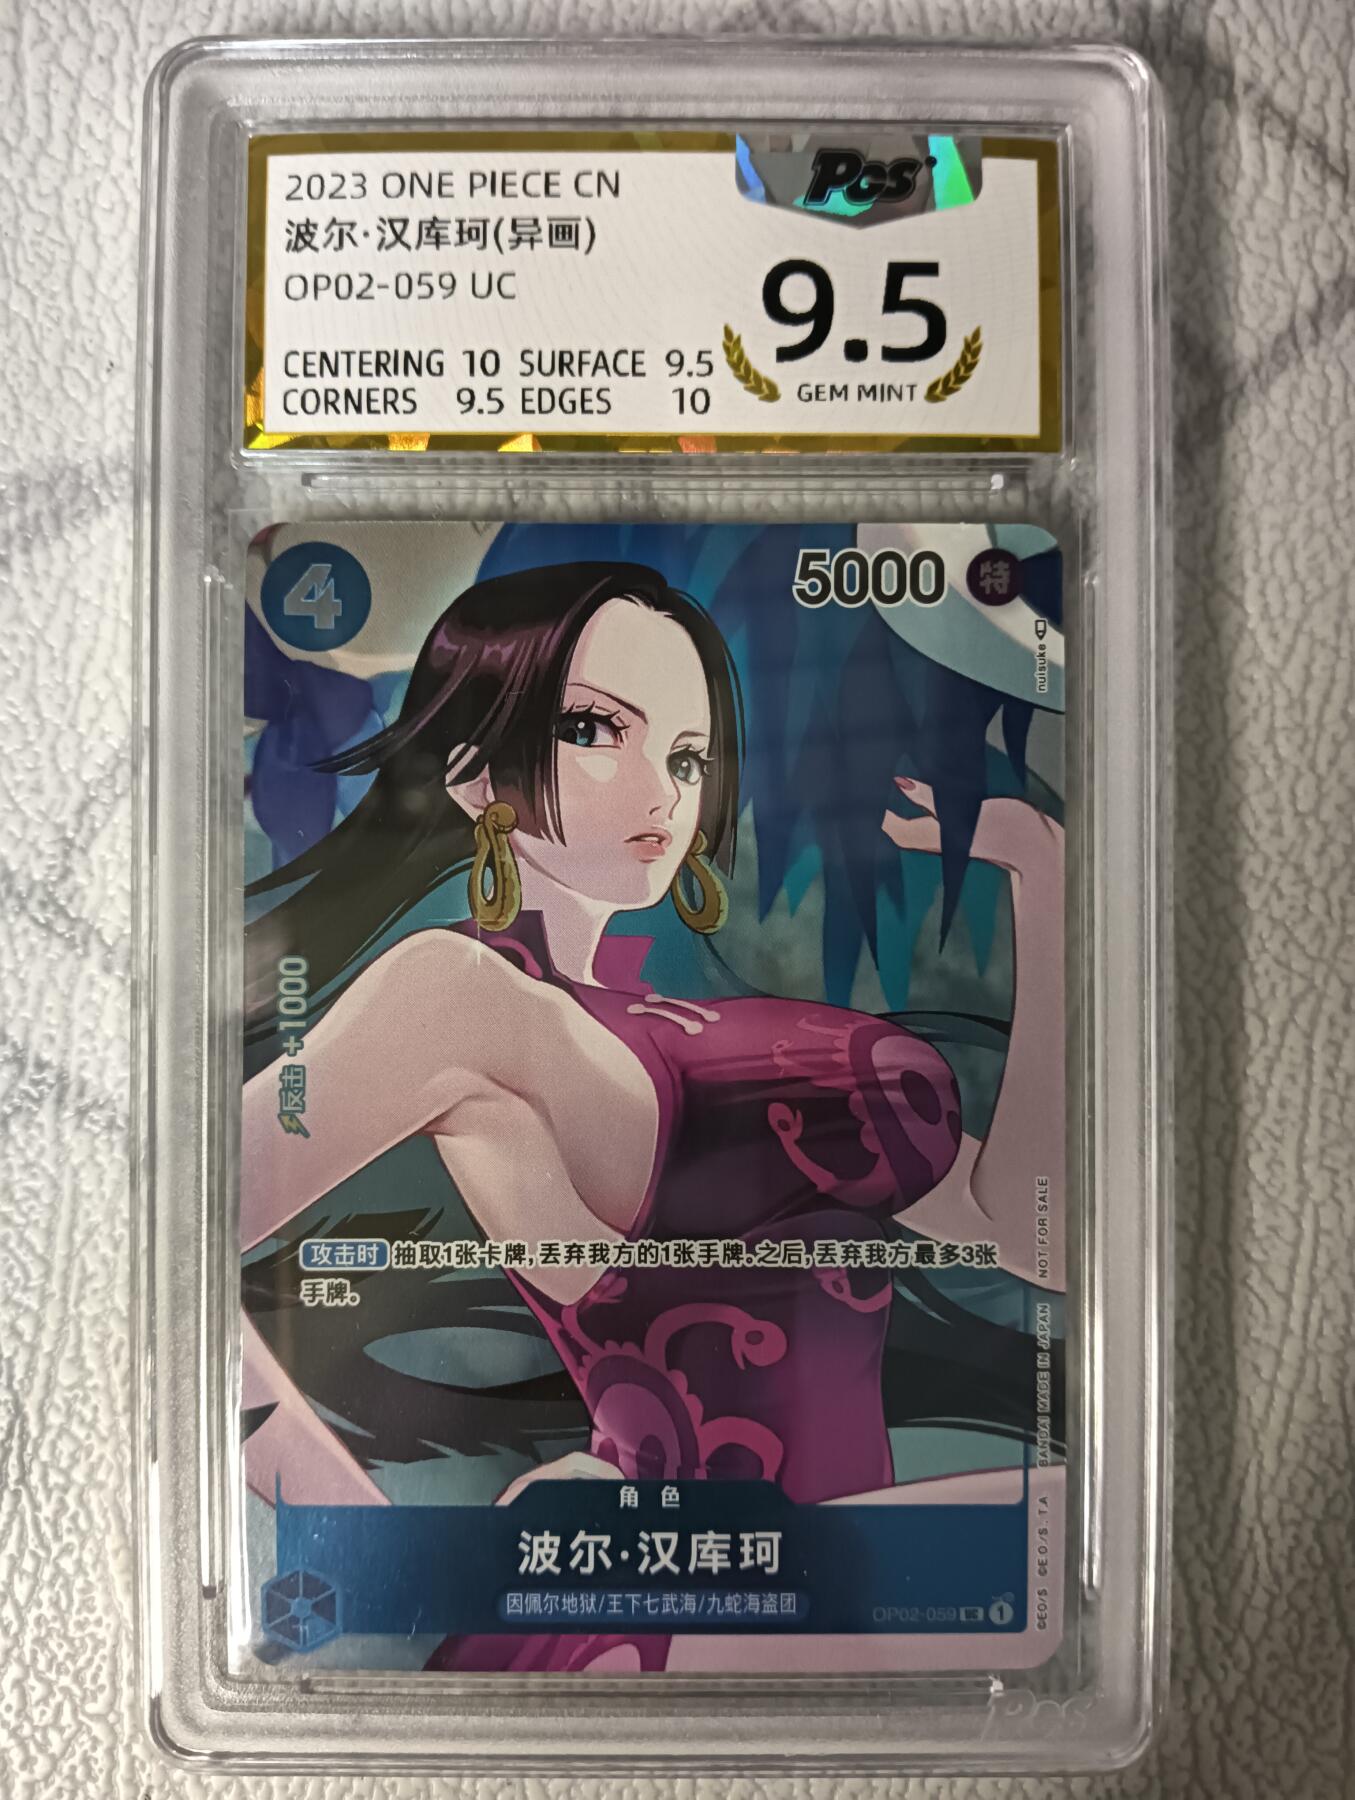 PGS
2023 ONE PIECE CN
波尔·汉库珂(异画)
OP02-059 UC
9.5
CENTERING 10 SURFACE 9.5
CORNERS 9.5 EDGES 10
GEM MINT
4
5000
特
nuisuke
反击 +1000
攻击时 抽取1张卡牌,丢弃我方的1张手牌。之后,丢弃我方最多3张
手牌。
角色
波尔·汉库珂
因佩尔地狱/王下七武海/九蛇海盗团
OP02-059 UC 1
©EO/S ©E.O./S.,T.A BANDAI MADE IN JAPAN NOT FOR SALE
PGS